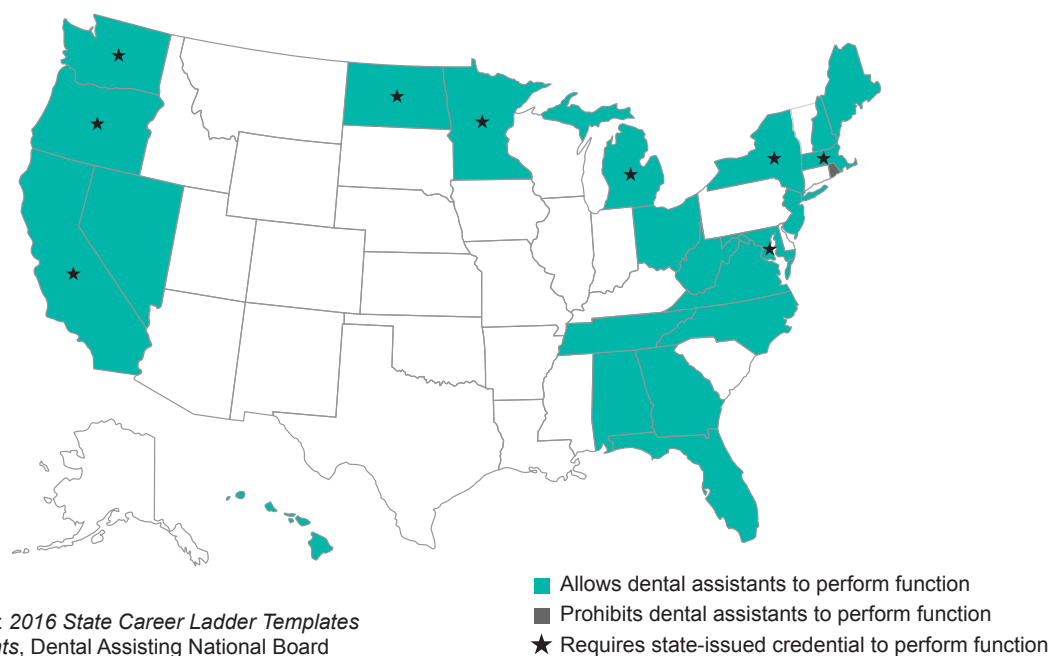 Allows dental assistants to perform function
Prohibits dental assistants to perform function
: 2016 State Career Ladder Templates
, Dental Assisting National Board
★ Requires state-issued credential to perform function